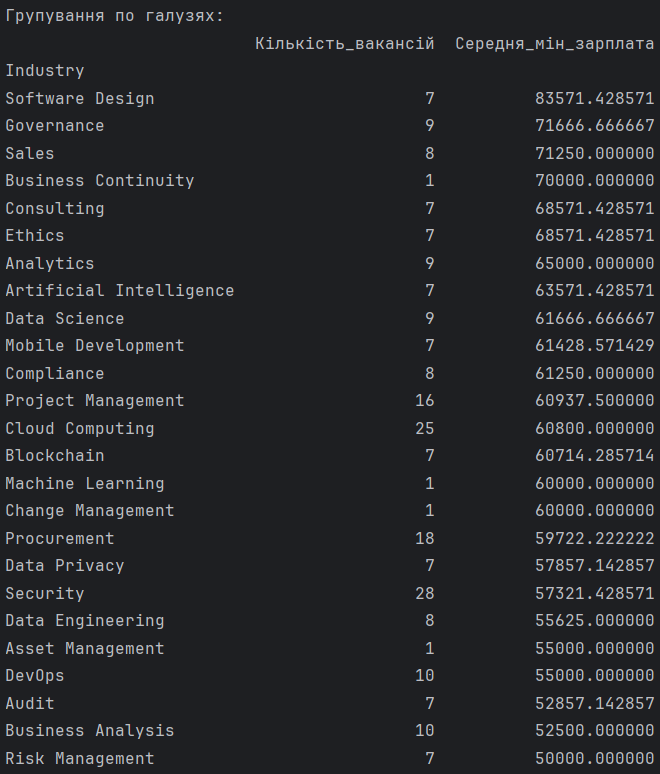 Групування по галузях:
Кількість_вакансій Середня_мін_зарплата
Industry
Software Design 7 83571.428571
Governance 9 71666.666667
Sales 8 71250.000000
Business Continuity 1 70000.000000
Consulting 7 68571.428571
Ethics 7 68571.428571
Analytics 9 65000.000000
Artificial Intelligence 7 63571.428571
Data Science 9 61666.666667
Mobile Development 7 61428.571429
Compliance 8 61250.000000
Project Management 16 60937.500000
Cloud Computing 25 60800.000000
Blockchain 7 60714.285714
Machine Learning 1 60000.000000
Change Management 1 60000.000000
Procurement 18 59722.222222
Data Privacy 7 57857.142857
Security 28 57321.428571
Data Engineering 8 55625.000000
Asset Management 1 55000.000000
DevOps 10 55000.000000
Audit 7 52857.142857
Business Analysis 10 52500.000000
Risk Management 7 50000.000000